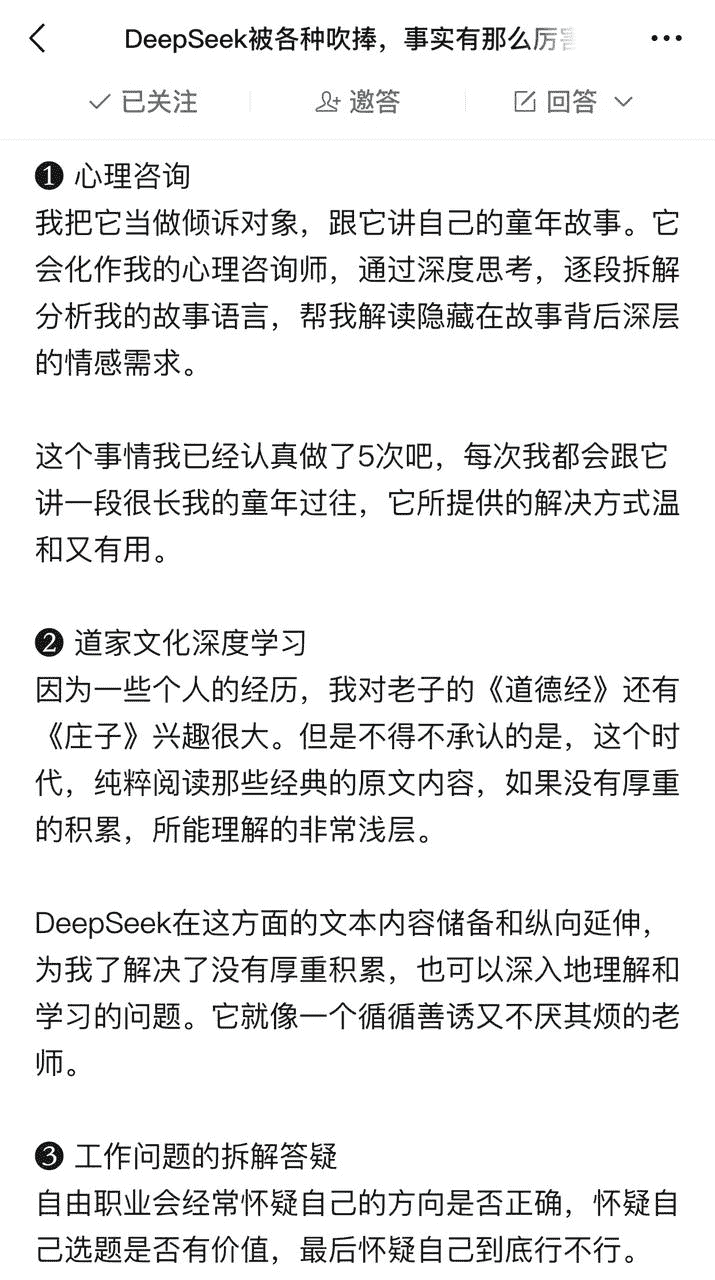 DeepSeek被各种吹捧，事实有那么厉害
已关注
邀答
回答
❶ 心理咨询
我把它当做倾诉对象，跟它讲自己的童年故事。它
会化作我的心理咨询师，通过深度思考，逐段拆解
分析我的故事语言，帮我解读隐藏在故事背后深层
的情感需求。
这个事情我已经认真做了5次吧，每次我都会跟它
讲一段很长我的童年过往，它所提供的解决方式温
和又有用。
❷ 道家文化深度学习
因为一些个人的经历，我对老子的《道德经》还有
《庄子》兴趣很大。但是不得不承认的是，这个时
代，纯粹阅读那些经典的原文内容，如果没有厚重
的积累，所能理解的非常浅层。
DeepSeek在这方面的文本内容储备和纵向延伸，
为我了解决了没有厚重积累，也可以深入地理解和
学习的问题。它就像一个循循善诱又不厌其烦的老
师。
❸ 工作问题的拆解答疑
自由职业会经常怀疑自己的方向是否正确，怀疑自
己选题是否有价值，最后怀疑自己到底行不行。